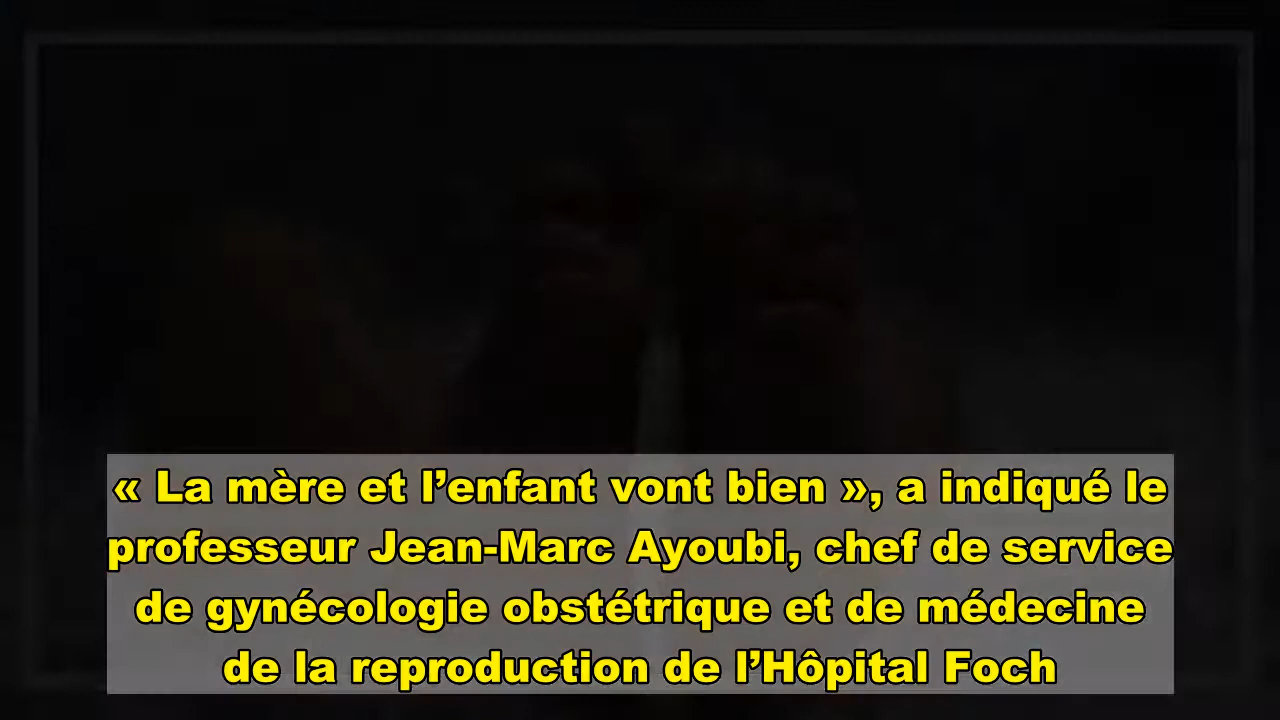 « La mère et l’enfant vont bien », a indiqué le
professeur Jean-Marc Ayoubi, chef de service
de gynécologie obstétrique et de médecine
de la reproduction de l’Hôpital Foch